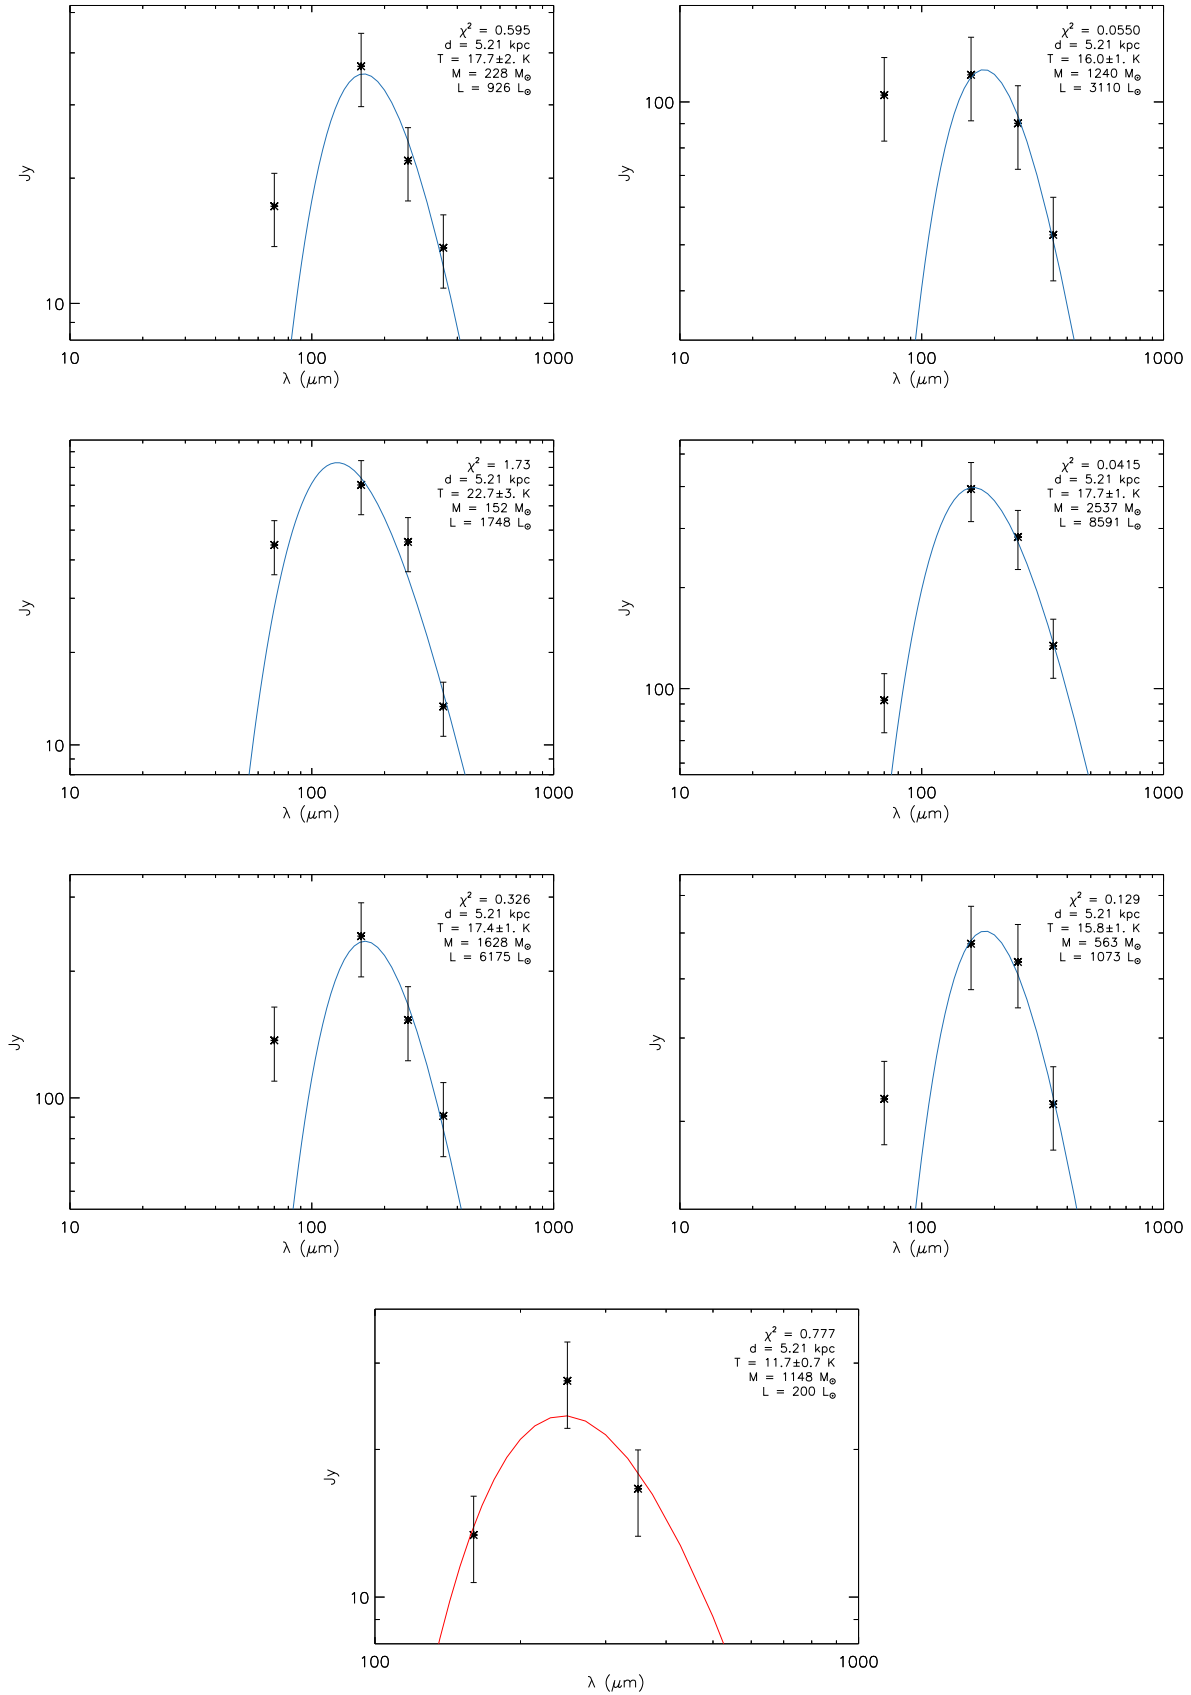 χ² = 0.595
d = 5.21 kpc
T = 17.7±2. K
M = 228 M⊙
L = 926 L⊙
Jy
10
10 100 1000
λ (μm)
χ² = 0.0550
d = 5.21 kpc
T = 16.0±1. K
M = 1240 M⊙
L = 3110 L⊙
100
Jy
10 100 1000
λ (μm)
χ² = 1.73
d = 5.21 kpc
T = 22.7±3. K
M = 152 M⊙
L = 1748 L⊙
Jy
10
10 100 1000
λ (μm)
χ² = 0.0415
d = 5.21 kpc
T = 17.7±1. K
M = 2537 M⊙
L = 8591 L⊙
Jy
100
10 100 1000
λ (μm)
χ² = 0.326
d = 5.21 kpc
T = 17.4±1. K
M = 1628 M⊙
L = 6175 L⊙
Jy
100
10 100 1000
λ (μm)
χ² = 0.129
d = 5.21 kpc
T = 15.8±1. K
M = 563 M⊙
L = 1073 L⊙
Jy
10 100 1000
λ (μm)
χ² = 0.777
d = 5.21 kpc
T = 11.7±0.7 K
M = 1148 M⊙
L = 200 L⊙
Jy
10
100 1000
λ (μm)